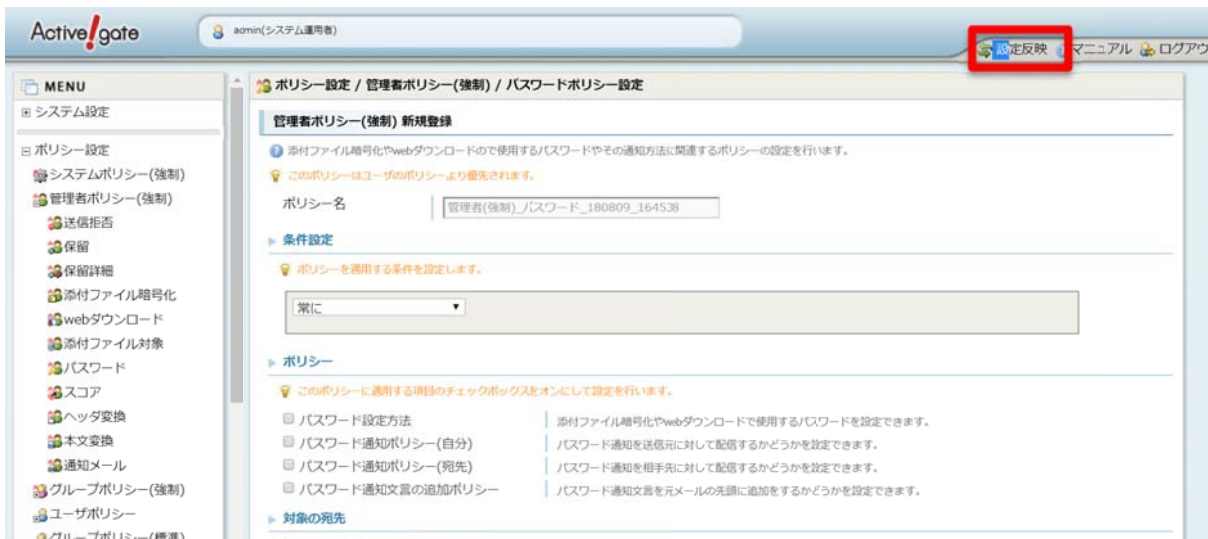 Active! gate
admin(システム運用者)
設定反映 マニュアル ログアウ
MENU
システム設定
ポリシー設定
システムポリシー(強制)
管理者ポリシー(強制)
送信拒否
保留
保留詳細
添付ファイル暗号化
webダウンロード
添付ファイル対象
パスワード
スコア
ヘッダ変換
本文変換
通知メール
グループポリシー(強制)
ユーザポリシー
グループポリシー(標準)
ポリシー設定 / 管理者ポリシー(強制) / パスワードポリシー設定
管理者ポリシー(強制) 新規登録
添付ファイル暗号化やwebダウンロードので使用するパスワードやその通知方法に関連するポリシーの設定を行います。
このポリシーはユーザのポリシーより優先されます。
ポリシー名 管理者(強制)_パスワード_180809_164538
条件設定
ポリシーを適用する条件を設定します。
常に
ポリシー
このポリシーに適用する項目のチェックボックスをオンにして設定を行います。
パスワード設定方法 添付ファイル暗号化やwebダウンロードで使用するパスワードを設定できます。
パスワード通知ポリシー(自分) パスワード通知を送信元に対して配信するかどうかを設定できます。
パスワード通知ポリシー(宛先) パスワード通知を相手先に対して配信するかどうかを設定できます。
パスワード通知文言の追加ポリシー パスワード通知文言を元メールの先頭に追加をするかどうかを設定できます。
対象の宛先